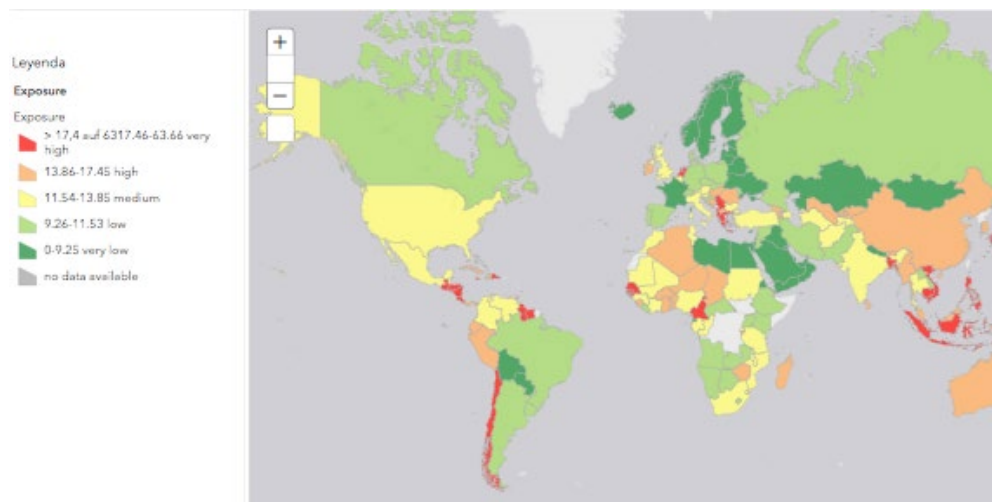 +
−
Leyenda
Exposure
Exposure
> 17,4 auf 6317.46-63.66 very
high
13.86-17.45 high
11.54-13.85 medium
9.26-11.53 low
0-9.25 very low
no data available